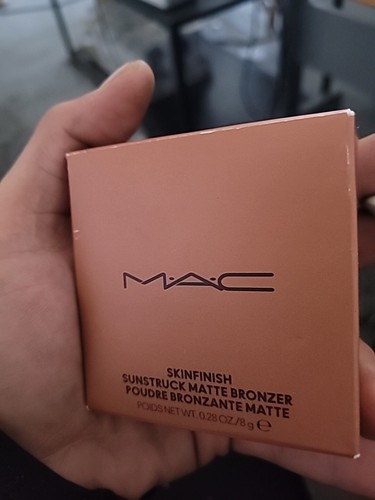 M·A·C
SKINFINISH
SUNSTRUCK MATTE BRONZER
POUDRE BRONZANTE MATTE
POIDS NET WT. 0.28 OZ./8 g ℮